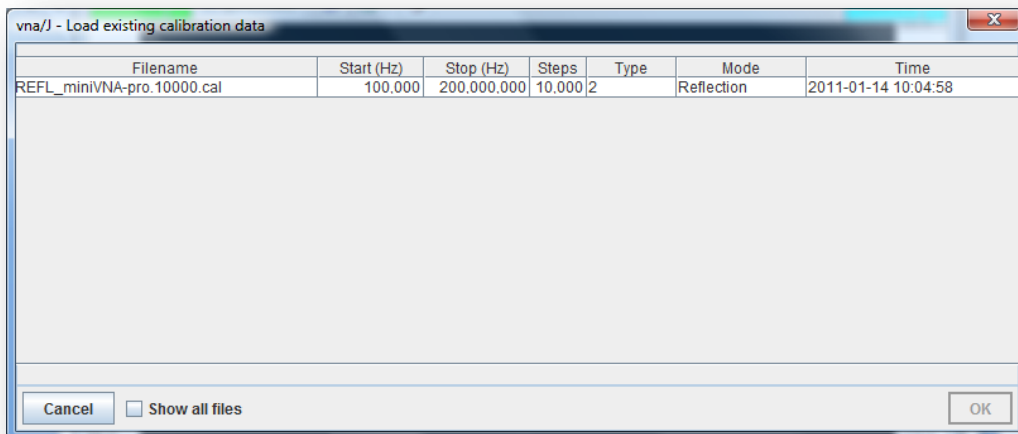 vna/J - Load existing calibration data
Filename Start (Hz) Stop (Hz) Steps Type Mode Time
REFL_miniVNA-pro.10000.cal 100,000 200,000,000 10,000 2 Reflection 2011-01-14 10:04:58
Cancel Show all files OK